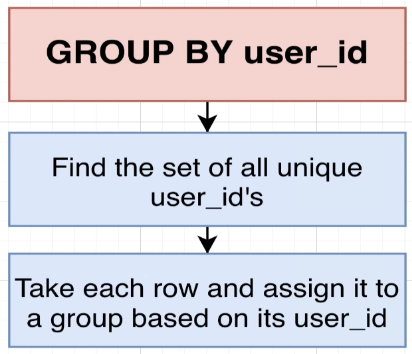 GROUP BY user_id
Find the set of all unique
user_id's
Take each row and assign it to
a group based on its user_id